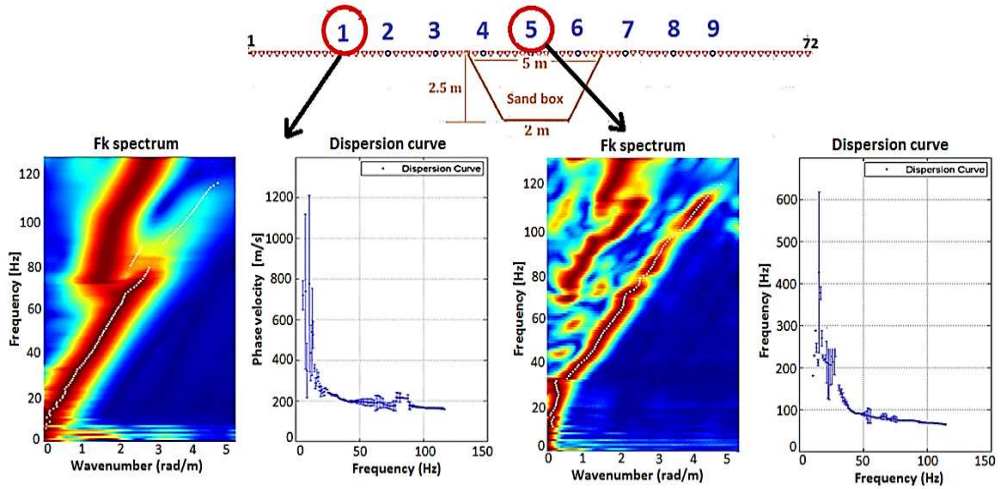 1 2 3 4 5 6 7 8 9
1 72
5 m
2.5 m
Sand box
2 m
Fk spectrum
Frequency [Hz]
120
100
80
60
40
20
0
0 1 2 3 4 5
Wavenumber (rad/m)
Dispersion curve
Dispersion Curve
Phase velocity [m/s]
1200
1000
800
600
400
200
0
0 50 100 150
Frequency (Hz)
Fk spectrum
Frequency [Hz]
120
100
80
60
40
20
0
0 1 2 3 4 5
Wavenumber (rad/m)
Dispersion curve
Dispersion Curve
Frequency [Hz]
600
500
400
300
200
100
0
0 50 100 150
Frequency (Hz)